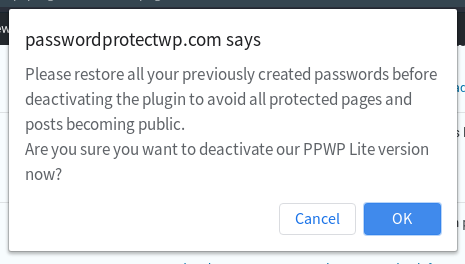 passwordprotectwp.com says
Please restore all your previously created passwords before
deactivating the plugin to avoid all protected pages and
posts becoming public.
Are you sure you want to deactivate our PPWP Lite version
now?
Cancel
OK